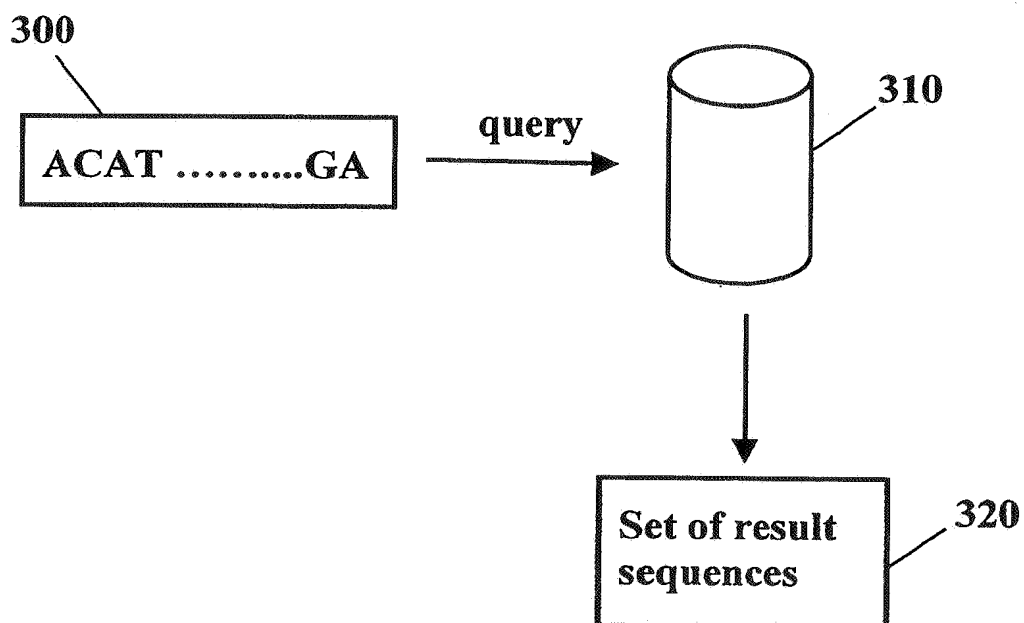 300
310
query
ACAT ..........GA
320
Set of result
sequences